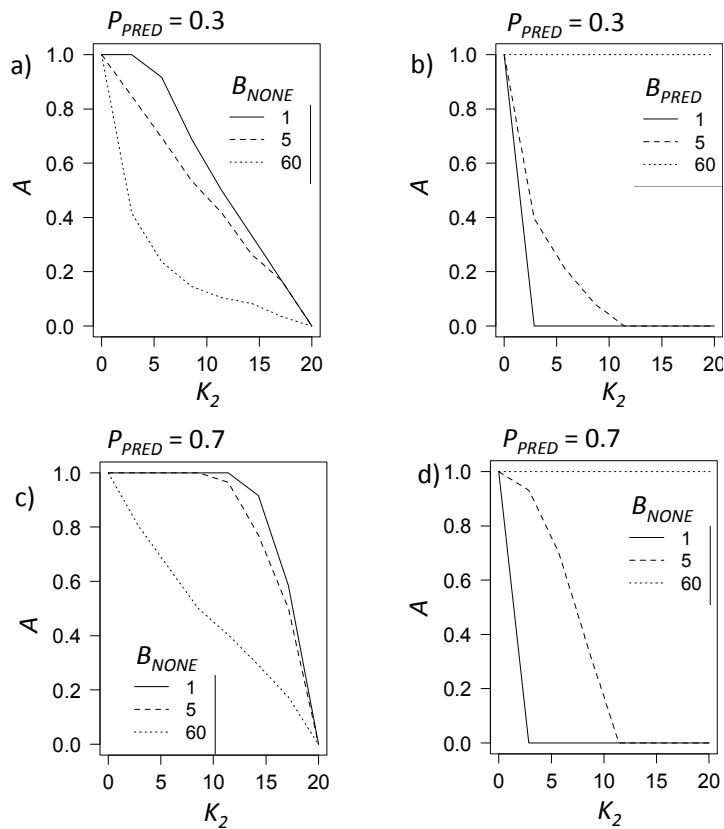 P_PRED = 0.3
a)
B_NONE
1
5
60
A
1.0
0.8
0.6
0.4
0.2
0.0
0 5 10 15 20
K_2
P_PRED = 0.3
b)
B_PRED
1
5
60
A
1.0
0.8
0.6
0.4
0.2
0.0
0 5 10 15 20
K_2
P_PRED = 0.7
c)
B_NONE
1
5
60
A
1.0
0.8
0.6
0.4
0.2
0.0
0 5 10 15 20
K_2
P_PRED = 0.7
d)
B_NONE
1
5
60
A
1.0
0.8
0.6
0.4
0.2
0.0
0 5 10 15 20
K_2